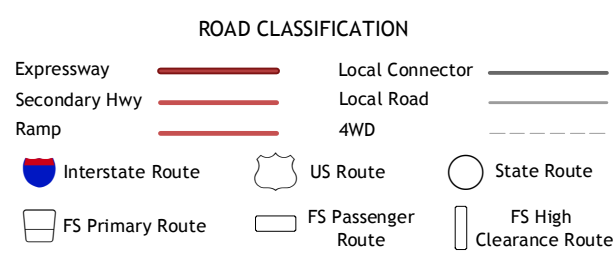 ROAD CLASSIFICATION
Expressway
Local Connector
Secondary Hwy
Local Road
Ramp
4WD
Interstate Route
US Route
State Route
FS Primary Route
FS Passenger
Route
FS High
Clearance Route